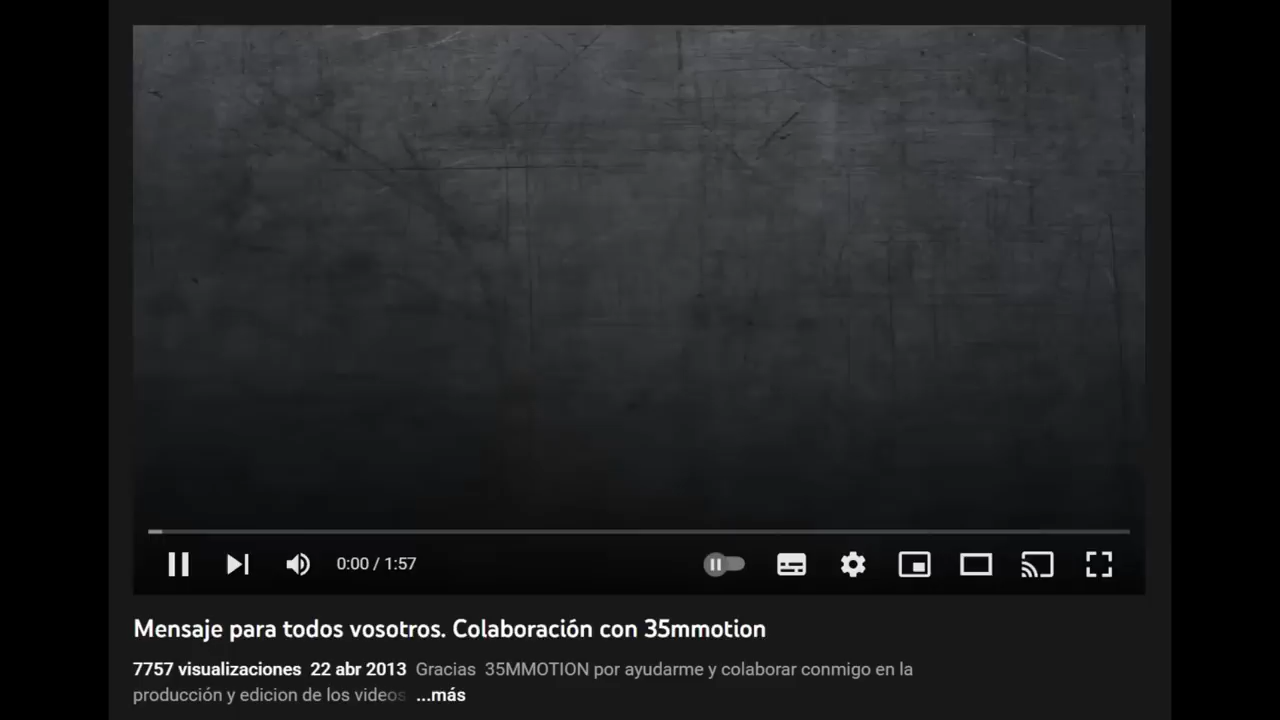 0:00 / 1:57
Mensaje para todos vosotros. Colaboración con 35mmotion
7757 visualizaciones 22 abr 2013 Gracias 35MMOTION por ayudarme y colaborar conmigo en la
producción y edicion de los videos ...más